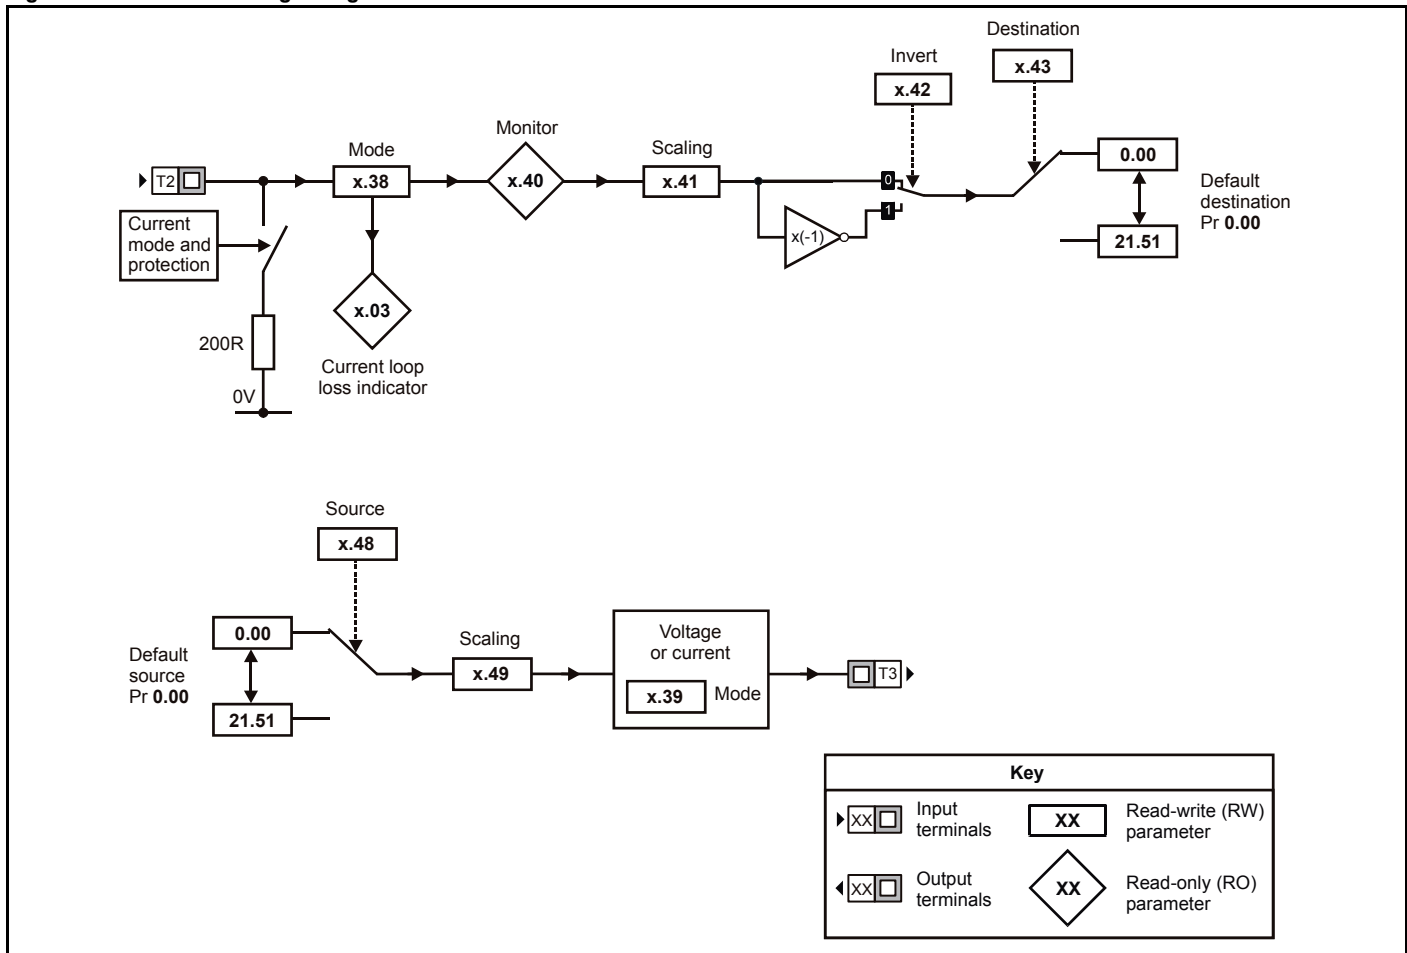 Destination
x.43
Invert
x.42
Monitor
x.40
Mode
x.38
Scaling
x.41
T2
0
1
x(-1)
0.00
21.51
Default
destination
Pr 0.00
Current
mode and
protection
x.03
Current loop
loss indicator
200R
0V
Source
x.48
0.00
21.51
Default
source
Pr 0.00
Scaling
x.49
Voltage
or current
x.39
Mode
T3
Key
XX
Input
terminals
XX
Read-write (RW)
parameter
XX
Output
terminals
XX
Read-only (RO)
parameter